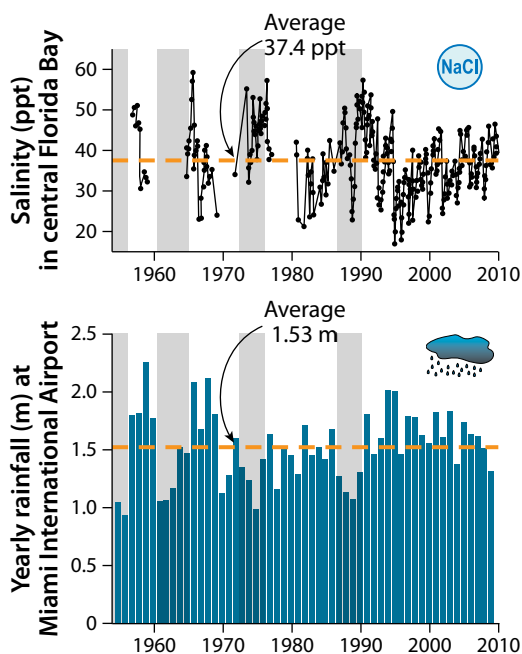 Average
37.4 ppt
NaCl
Salinity (ppt)
in central Florida Bay
60
50
40
30
20
1960
1970
1980
1990
2000
2010
Average
1.53 m
Yearly rainfall (m) at
Miami International Airport
2.5
2.0
1.5
1.0
0.5
0
1960
1970
1980
1990
2000
2010